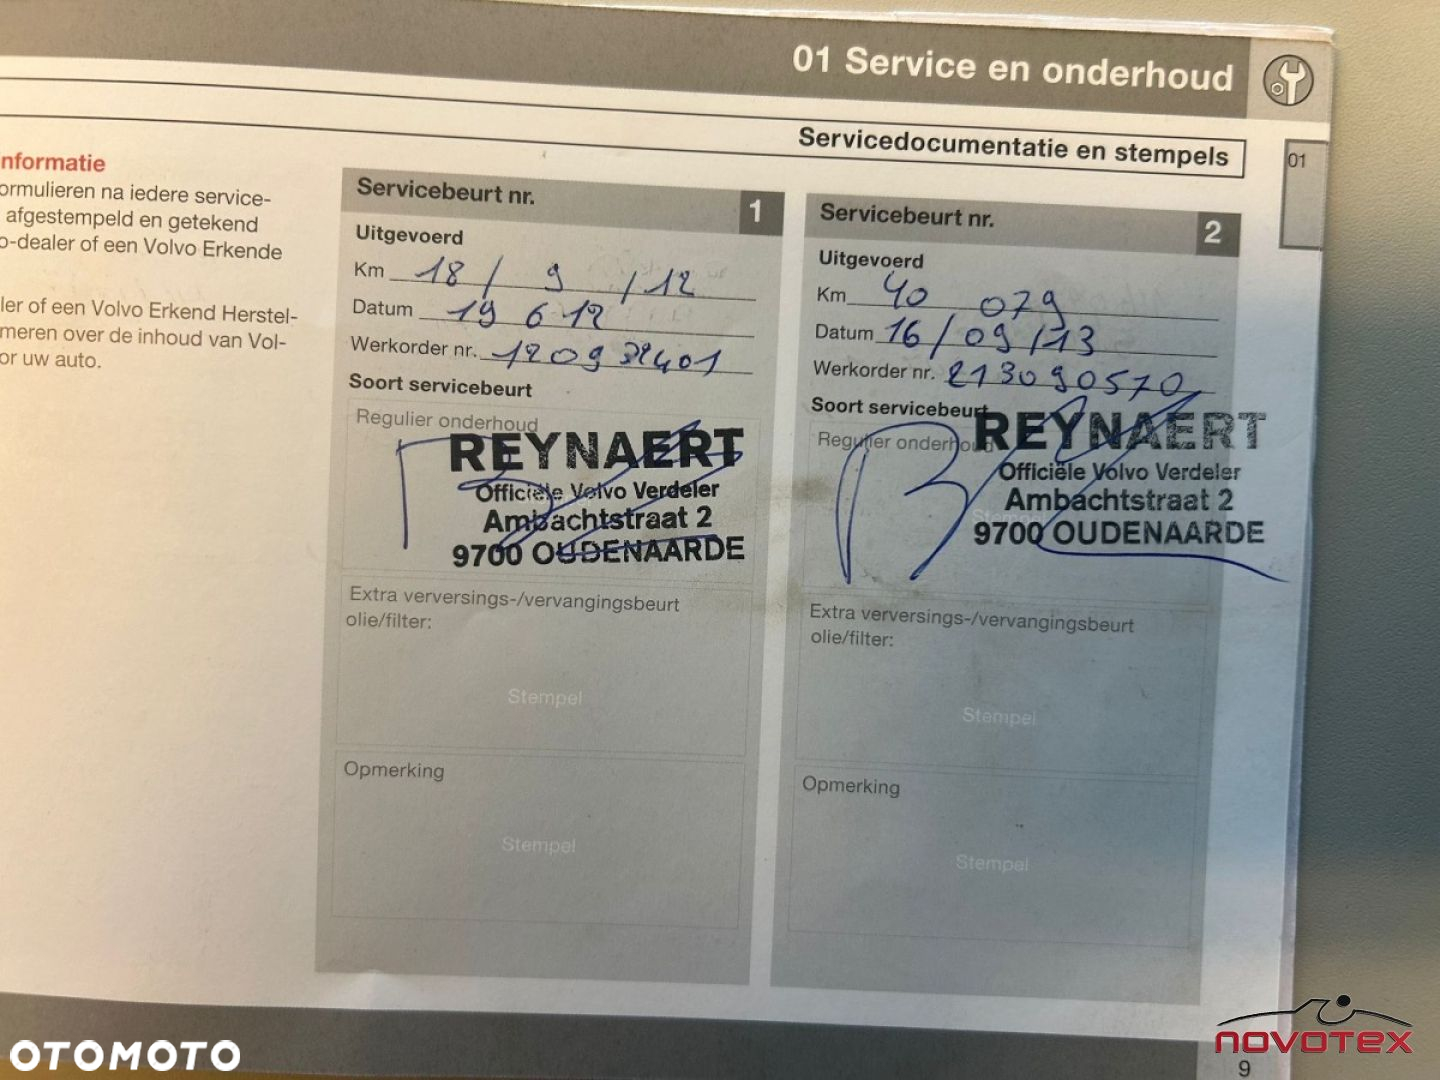 01 Service en onderhoud
Servicedocumentatie en stempels
01
nformatie
ormulieren na iedere service-
afgestempeld en getekend
o-dealer of een Volvo Erkende
ler of een Volvo Erkend Herstel-
meren over de inhoud van Vol-
or uw auto.
Servicebeurt nr. 1
Uitgevoerd
Km 18 / 9 / 12
Datum 19 6 12
Werkorder nr.
Soort servicebeurt
Regulier onderhoud
REYNAERT
Officiële Volvo Verdeler
Ambachtstraat 2
9700 OUDENAARDE
Extra verversings-/vervangingsbeurt
olie/filter:
Stempel
Opmerking
Stempel
Servicebeurt nr. 2
Uitgevoerd
Km 40 079
Datum 16/09/13
Werkorder nr. 213090570
Soort servicebeurt
Regulier onderhoud
REYNAERT
Officiële Volvo Verdeler
Stempel
Ambachtstraat 2
9700 OUDENAARDE
Extra verversings-/vervangingsbeurt
olie/filter:
Stempel
Opmerking
Stempel
OTOMOTO
NOVOTEX
9